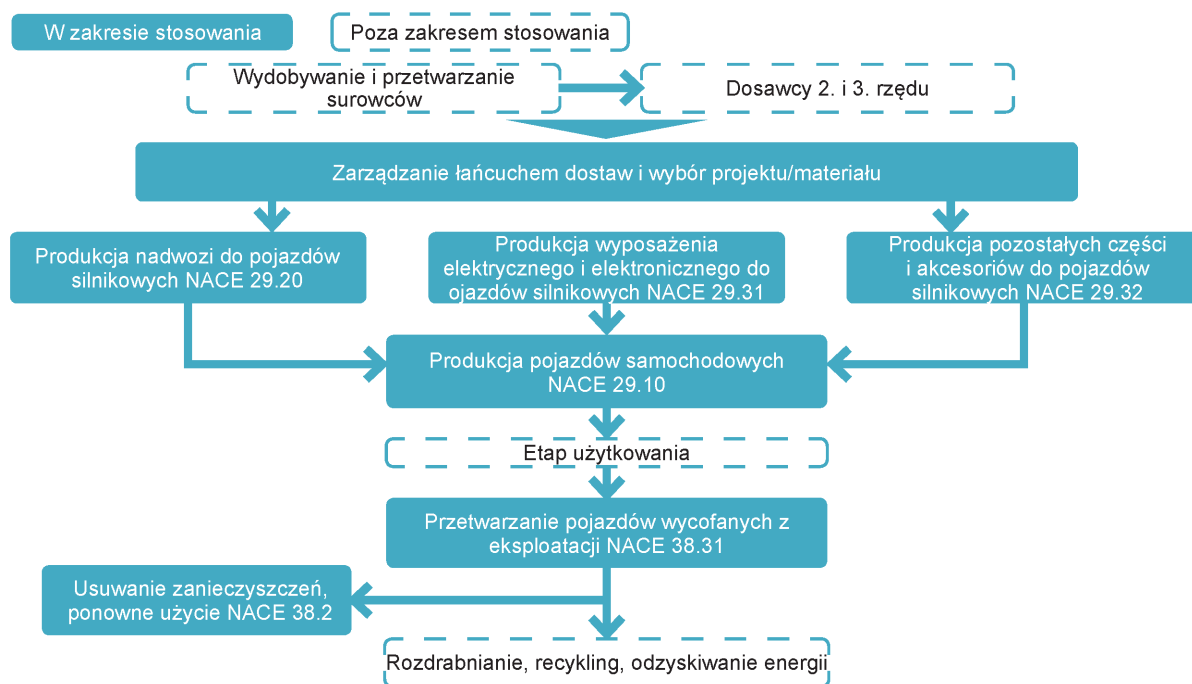 W zakresie stosowania
Poza zakresem stosowania
Wydobywanie i przetwarzanie
surowców
Dosawcy 2. i 3. rzędu
Zarządzanie łańcuchem dostaw i wybór projektu/materiału
Produkcja nadwozi do pojazdów
silnikowych NACE 29.20
Produkcja wyposażenia
elektrycznego i elektronicznego do
ojazdów silnikowych NACE 29.31
Produkcja pozostałych części
i akcesoriów do pojazdów
silnikowych NACE 29.32
Produkcja pojazdów samochodowych
NACE 29.10
Etap użytkowania
Przetwarzanie pojazdów wycofanych z
eksploatacji NACE 38.31
Usuwanie zanieczyszczeń,
ponowne użycie NACE 38.2
Rozdrabnianie, recykling, odzyskiwanie energii